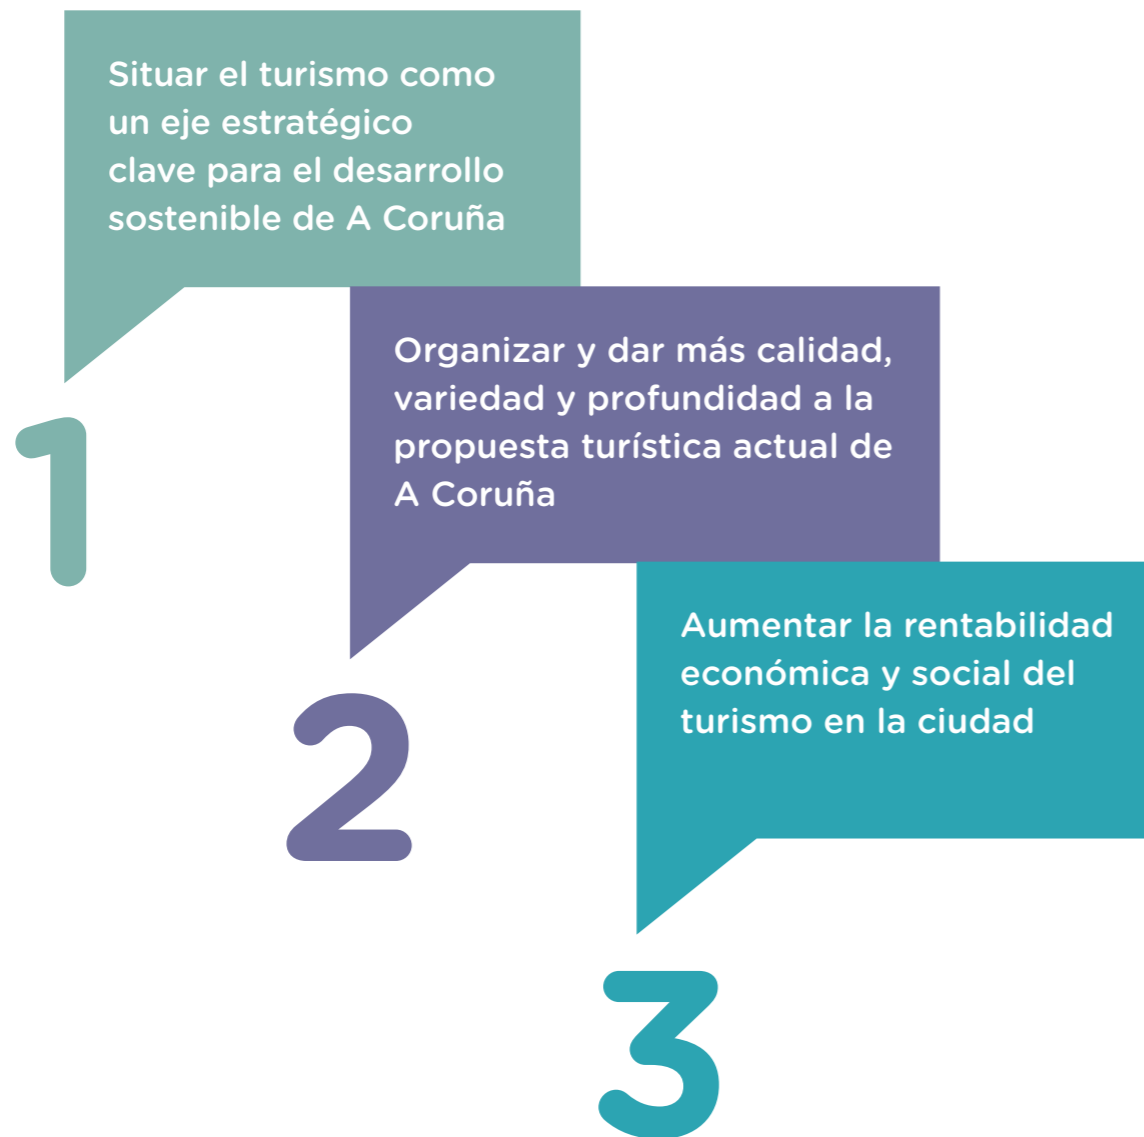 Situar el turismo como
un eje estratégico
clave para el desarrollo
sostenible de A Coruña
1
Organizar y dar más calidad,
variedad y profundidad a la
propuesta turística actual de
A Coruña
2
Aumentar la rentabilidad
económica y social del
turismo en la ciudad
3